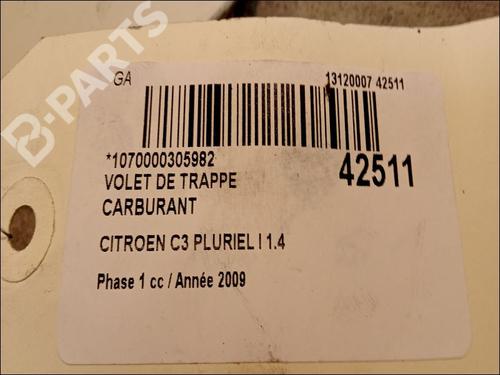 B-PARTS
GA
13120007 42511
*1070000305982
42511
VOLET DE TRAPPE
CARBURANT
CITROEN C3 PLURIEL I 1.4
Phase 1 cc / Année 2009